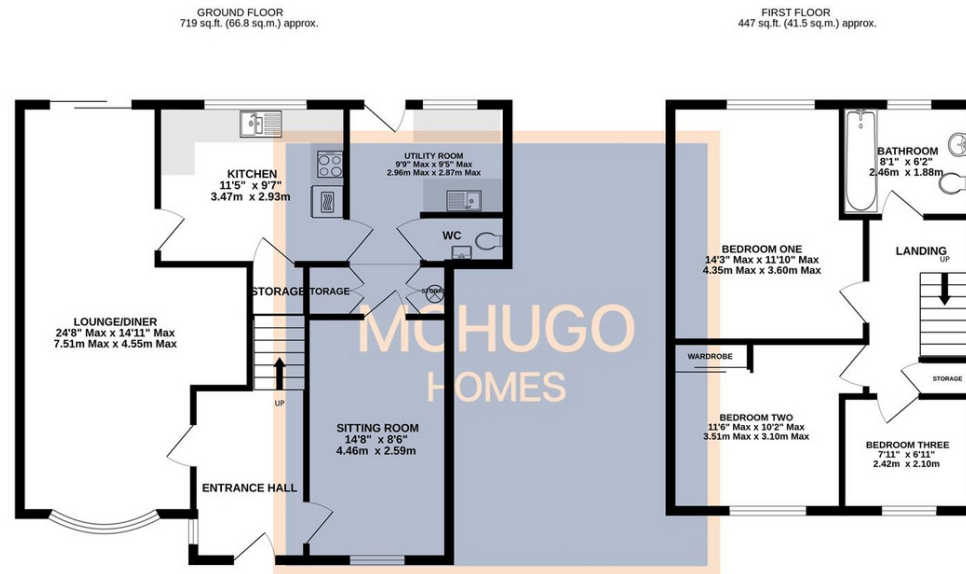 GROUND FLOOR
719 sq.ft. (66.8 sq.m.) approx.
KITCHEN
11'5" x 9'7"
3.47m x 2.93m
UTILITY ROOM
9'9" Max x 9'5" Max
2.96m Max x 2.87m Max
WC
STORAGE
STORAGE
STORAGE
LOUNGE/DINER
24'8" Max x 14'11" Max
7.51m Max x 4.55m Max
UP
SITTING ROOM
14'8" x 8'6"
4.46m x 2.59m
ENTRANCE HALL
MCHUGO
HOMES
FIRST FLOOR
447 sq.ft. (41.5 sq.m.) approx.
BATHROOM
8'1" x 6'2"
2.46m x 1.88m
BEDROOM ONE
14'3" Max x 11'10" Max
4.35m Max x 3.60m Max
LANDING
UP
WARDROBE
STORAGE
BEDROOM TWO
11'6" Max x 10'2" Max
3.51m Max x 3.10m Max
BEDROOM THREE
7'11" x 6'11"
2.42m x 2.10m